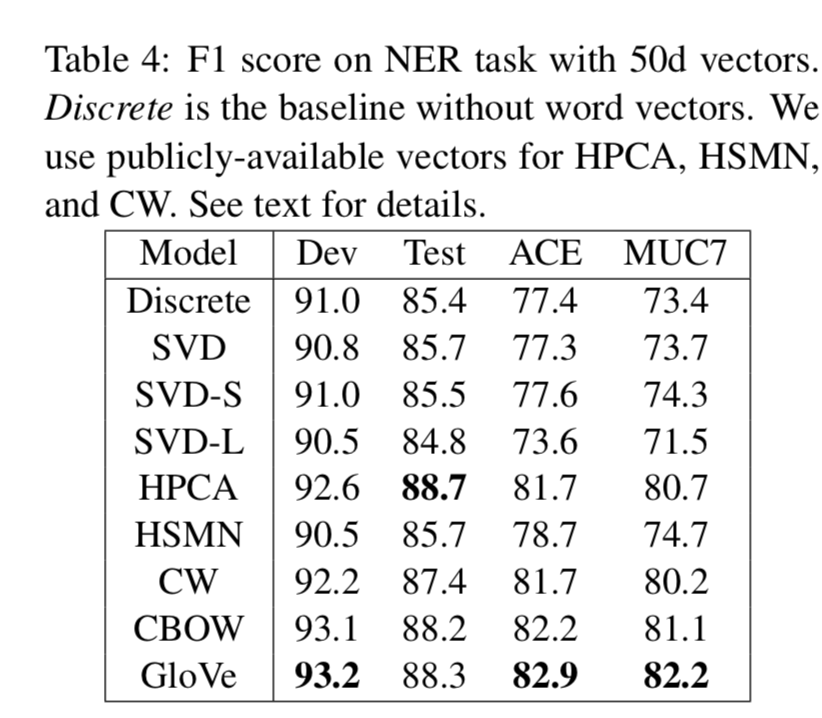 Table 4: F1 score on NER task with 50d vectors.
Discrete is the baseline without word vectors. We
use publicly-available vectors for HPCA, HSMN,
and CW. See text for details.
Model Dev Test ACE MUC7
Discrete 91.0 85.4 77.4 73.4
SVD 90.8 85.7 77.3 73.7
SVD-S 91.0 85.5 77.6 74.3
SVD-L 90.5 84.8 73.6 71.5
HPCA 92.6 88.7 81.7 80.7
HSMN 90.5 85.7 78.7 74.7
CW 92.2 87.4 81.7 80.2
CBOW 93.1 88.2 82.2 81.1
GloVe 93.2 88.3 82.9 82.2